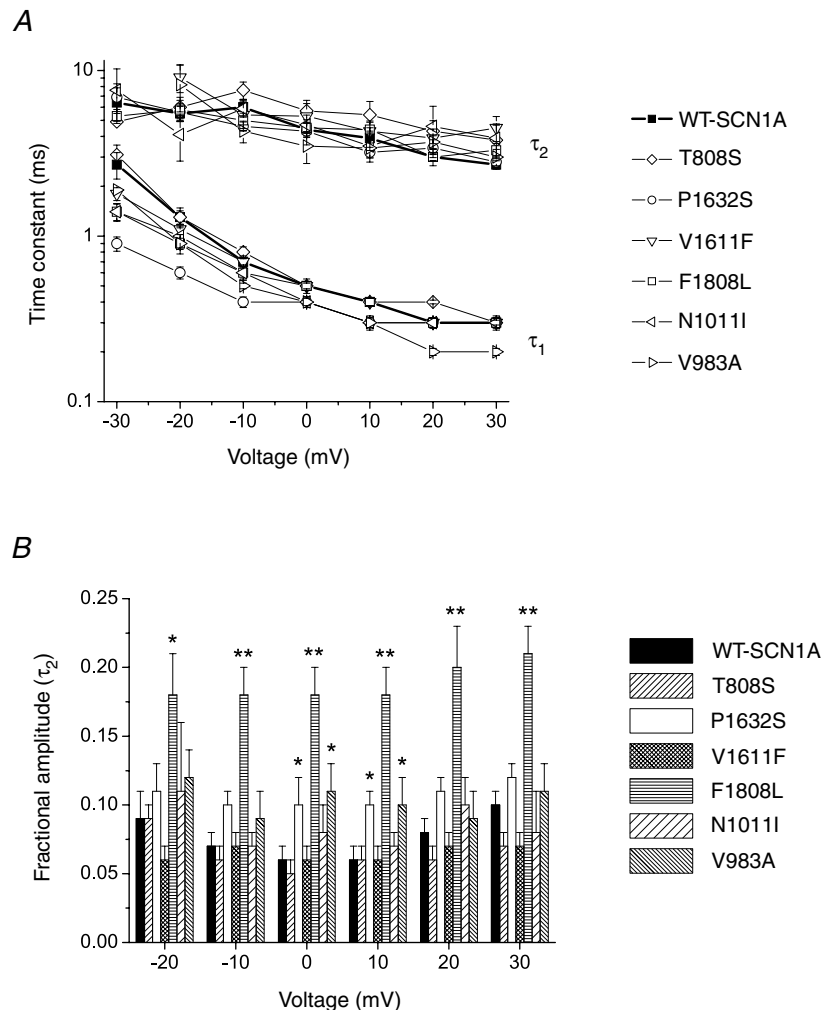 A
10
1
0.1
Time constant (ms)
-30 -20 -10 0 10 20 30
Voltage (mV)
τ2
τ1
WT-SCN1A
T808S
P1632S
V1611F
F1808L
N1011I
V983A
B
0.25
0.20
0.15
0.10
0.05
0.00
Fractional amplitude (τ2)
* ** ** ** ** **
* * * *
-20 -10 0 10 20 30
Voltage (mV)
WT-SCN1A
T808S
P1632S
V1611F
F1808L
N1011I
V983A